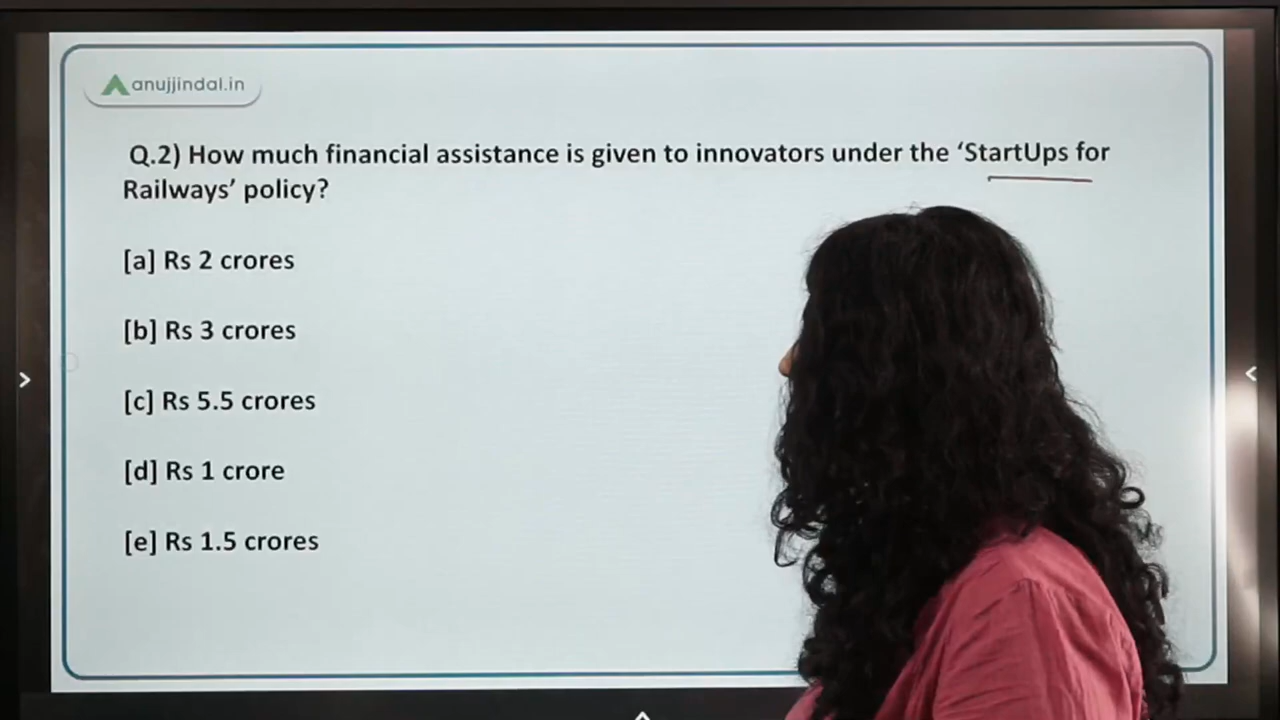 anujjindal.in
Q.2) How much financial assistance is given to innovators under the ‘StartUps for
Railways’ policy?
[a] Rs 2 crores
[b] Rs 3 crores
[c] Rs 5.5 crores
[d] Rs 1 crore
[e] Rs 1.5 crores